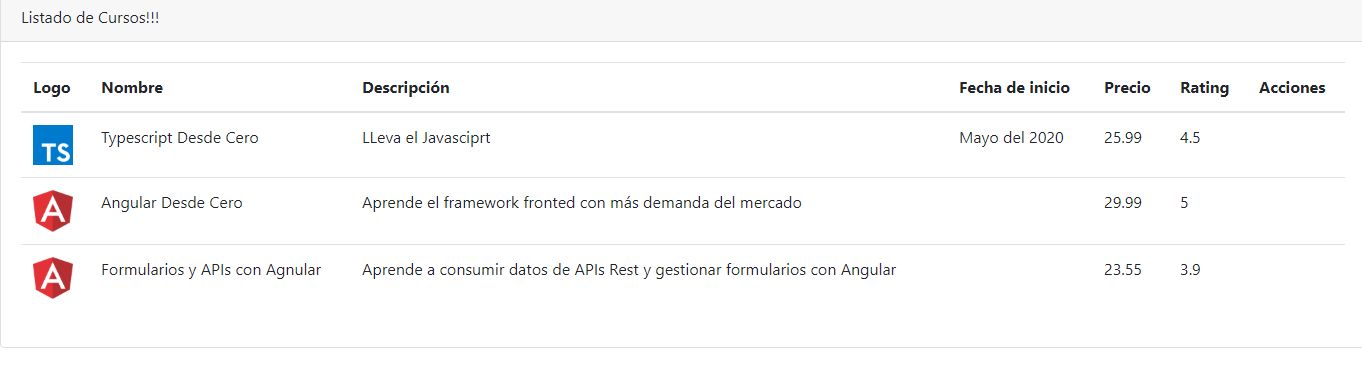 Listado de Cursos!!!
Logo Nombre Descripción Fecha de inicio Precio Rating Acciones
TS Typescript Desde Cero LLeva el Javasciprt Mayo del 2020 25.99 4.5
A Angular Desde Cero Aprende el framework fronted con más demanda del mercado 29.99 5
A Formularios y APIs con Agnular Aprende a consumir datos de APIs Rest y gestionar formularios con Angular 23.55 3.9